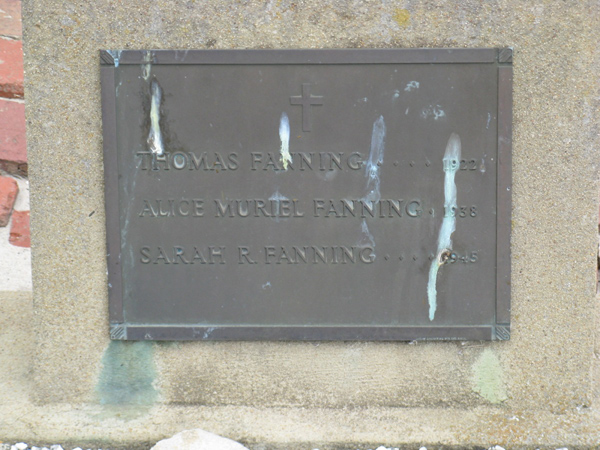 THOMAS FANNING . . . . 1922
ALICE MURIEL FANNING . 1938
SARAH R. FANNING . . . . 1945